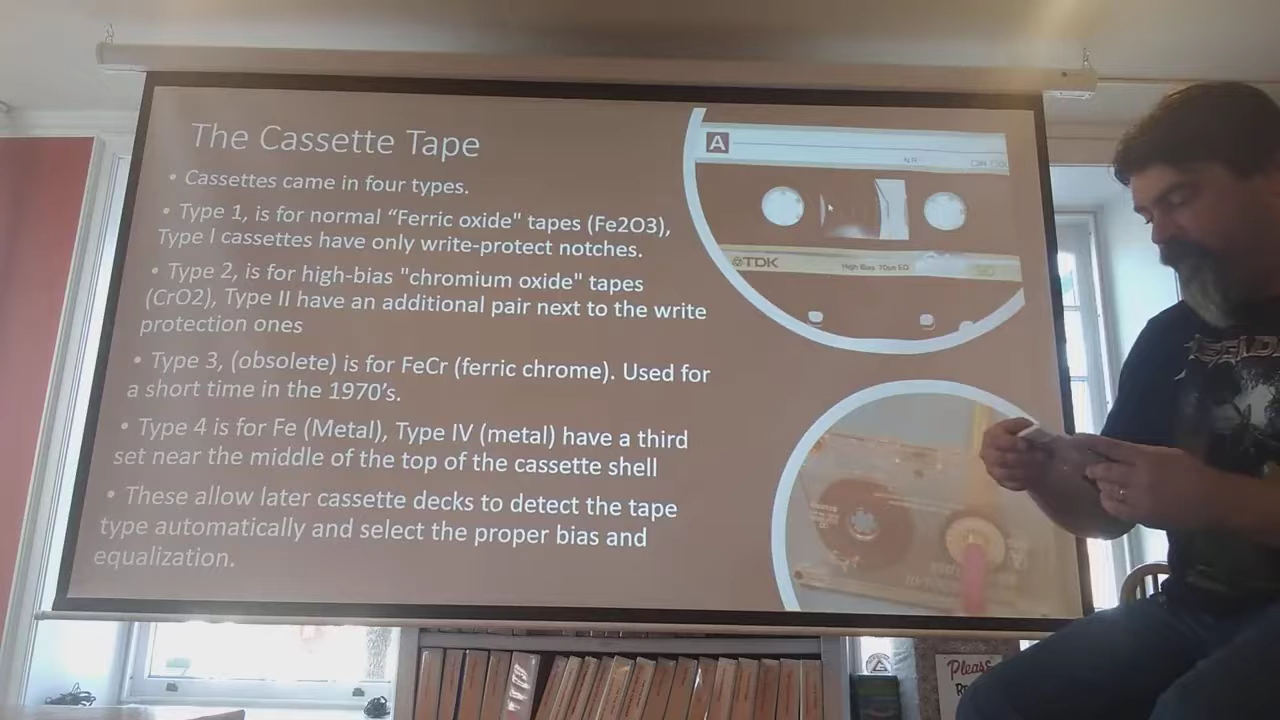 The Cassette Tape
• Cassettes came in four types.
• Type 1, is for normal “Ferric oxide" tapes (Fe2O3),
Type I cassettes have only write-protect notches.
• Type 2, is for high-bias "chromium oxide" tapes
(CrO2), Type II have an additional pair next to the write
protection ones
• Type 3, (obsolete) is for FeCr (ferric chrome). Used for
a short time in the 1970’s.
• Type 4 is for Fe (Metal), Type IV (metal) have a third
set near the middle of the top of the cassette shell
• These allow later cassette decks to detect the tape
type automatically and select the proper bias and
equalization.
A
N.R.
TDK
High Bias 70μs EQ
Please